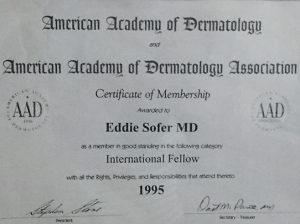 American Academy of Dermatology
and
American Academy of Dermatology Association
Certificate of Membership
Awarded to
AAD
AAD
Eddie Sofer MD
as a member in good standing in the following category
International Fellow
with all the Rights, Privileges, and Responsibilities that attend thereto
1995
President
Secretary - Treasurer